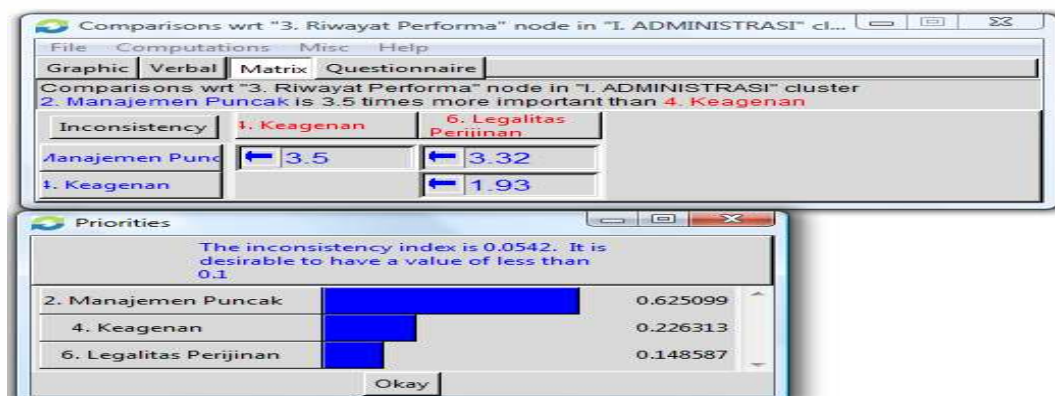 Comparisons wrt "3. Riwayat Performa" node in "I. ADMINISTRASI" cl...
File Computations Misc Help
Graphic Verbal Matrix Questionnaire
Comparisons wrt "3. Riwayat Performa" node in "I. ADMINISTRASI" cluster
2. Manajemen Puncak is 3.5 times more important than 4. Keagenan
Inconsistency 4. Keagenan 6. Legalitas
Perijinan
Manajemen Punc 3.5 3.32
4. Keagenan 1.93
Priorities
The inconsistency index is 0.0542. It is
desirable to have a value of less than
0.1
2. Manajemen Puncak 0.625099
4. Keagenan 0.226313
6. Legalitas Perijinan 0.148587
Okay